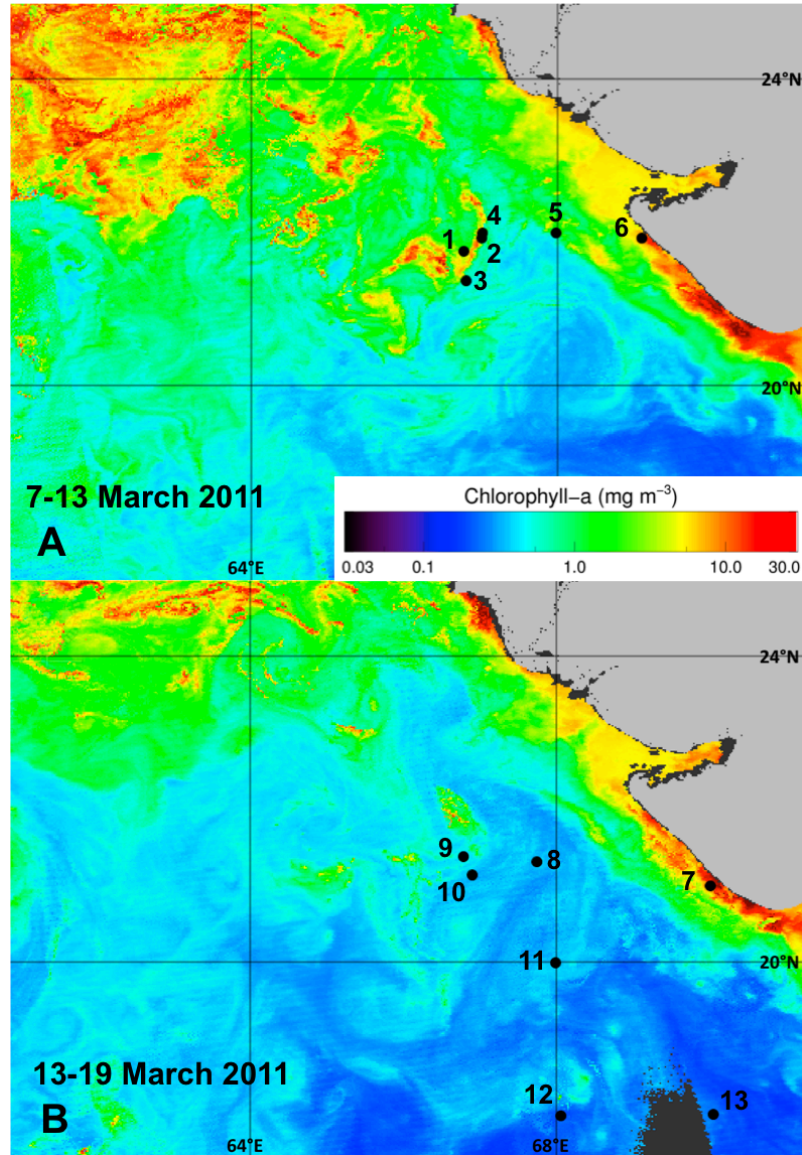 24°N
4
5
1
2
6
3
20°N
7-13 March 2011
A
Chlorophyll-a (mg m⁻³)
0.03 0.1 1.0 10.0 30.0
64°E
24°N
9
8
10
7
11
20°N
13-19 March 2011
12
13
B
64°E
68°E